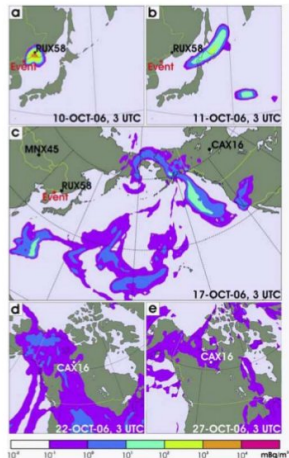 a
RUX58
Event
10-OCT-06, 3 UTC
b
RUX58
Event
11-OCT-06, 3 UTC
c
MNX45
CAX16
RUX58
Event
17-OCT-06, 3 UTC
d
CAX16
22-OCT-06, 3 UTC
e
CAX16
27-OCT-06, 3 UTC
mBq/m³